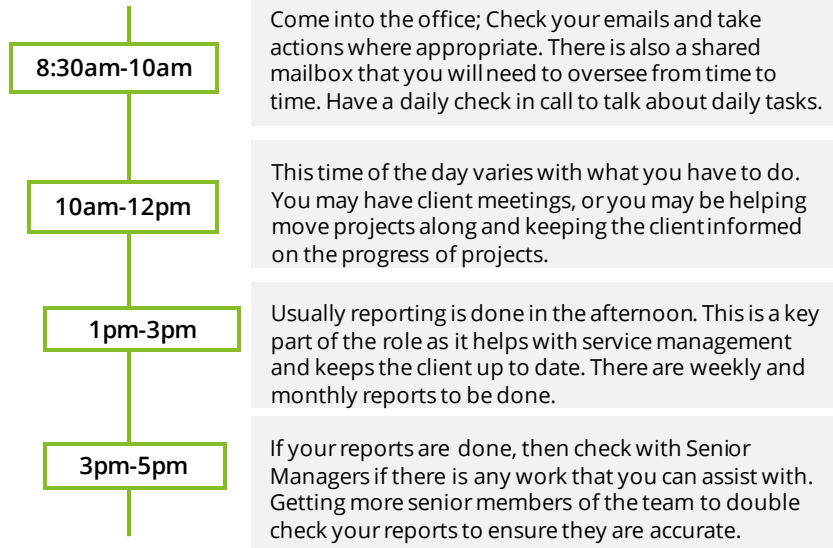 8:30am-10am
Come into the office; Check your emails and take
actions where appropriate. There is also a shared
mailbox that you will need to oversee from time to
time. Have a daily check in call to talk about daily tasks.
10am-12pm
This time of the day varies with what you have to do.
You may have client meetings, or you may be helping
move projects along and keeping the client informed
on the progress of projects.
1pm-3pm
Usually reporting is done in the afternoon. This is a key
part of the role as it helps with service management
and keeps the client up to date. There are weekly and
monthly reports to be done.
3pm-5pm
If your reports are done, then check with Senior
Managers if there is any work that you can assist with.
Getting more senior members of the team to double
check your reports to ensure they are accurate.